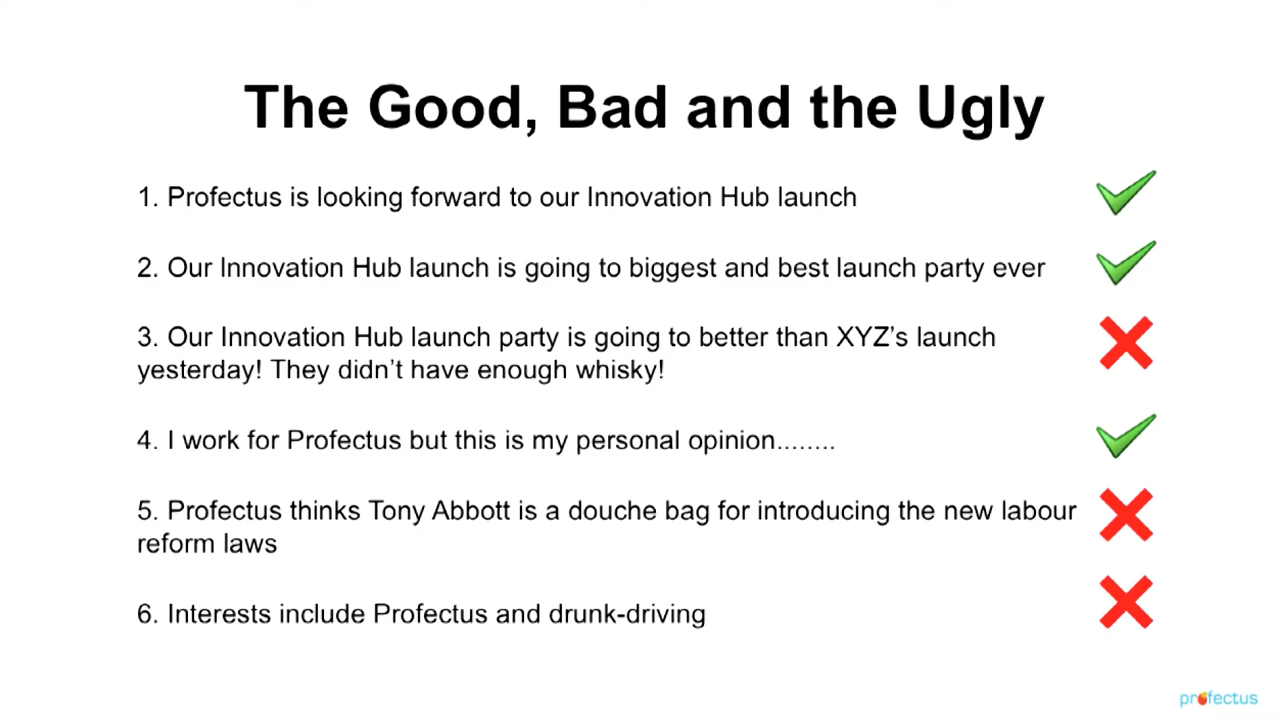 The Good, Bad and the Ugly
1. Profectus is looking forward to our Innovation Hub launch
2. Our Innovation Hub launch is going to biggest and best launch party ever
3. Our Innovation Hub launch party is going to better than XYZ’s launch
yesterday! They didn’t have enough whisky!
4. I work for Profectus but this is my personal opinion........
5. Profectus thinks Tony Abbott is a douche bag for introducing the new labour
reform laws
6. Interests include Profectus and drunk-driving
profectus